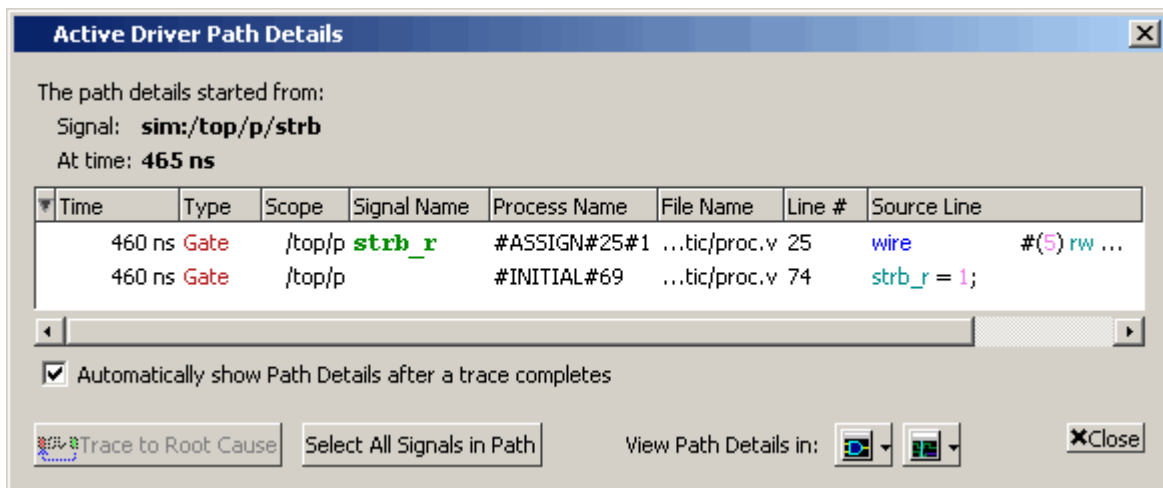 Active Driver Path Details
The path details started from:
Signal: sim:/top/p/strb
At time: 465 ns
Time Type Scope Signal Name Process Name File Name Line # Source Line
460 ns Gate /top/p strb_r #ASSIGN#25#1 ...tic/proc.v 25 wire #(5) rw ...
460 ns Gate /top/p #INITIAL#69 ...tic/proc.v 74 strb_r = 1;
Automatically show Path Details after a trace completes
Trace to Root Cause Select All Signals in Path View Path Details in: Close